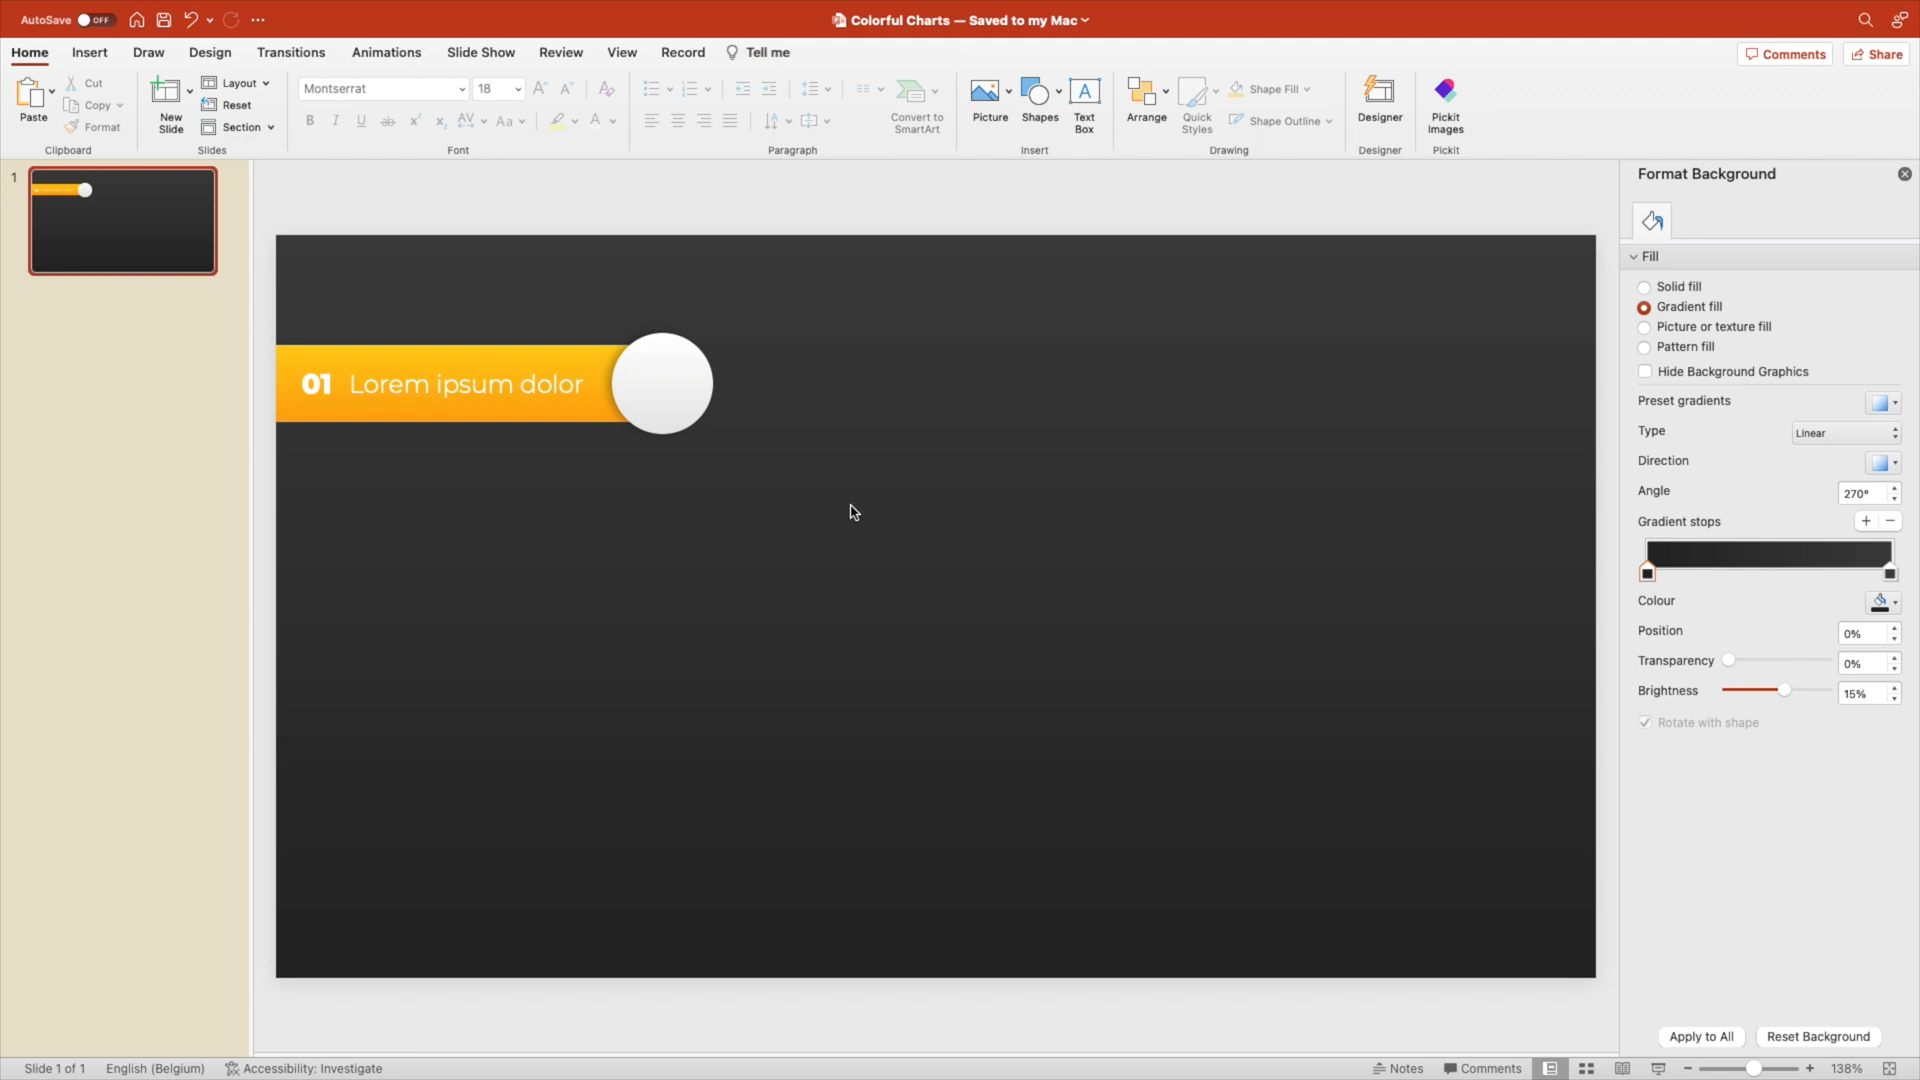 AutoSave OFF
Colorful Charts — Saved to my Mac
Home Insert Draw Design Transitions Animations Slide Show Review View Record Tell me
Comments Share
Paste
Cut
Copy
Format
Clipboard
New Slide
Layout
Reset
Section
Slides
Montserrat 18
B I U ab x² x₂ AV Aa A
Font
Convert to SmartArt
Paragraph
Picture Shapes Text Box
Insert
Arrange Quick Styles
Shape Fill
Shape Outline
Drawing
Designer
Designer
Pickit Images
Pickit
1
01 Lorem ipsum dolor
Format Background
Fill
Solid fill
Gradient fill
Picture or texture fill
Pattern fill
Hide Background Graphics
Preset gradients
Type Linear
Direction
Angle 270°
Gradient stops
Colour
Position 0%
Transparency 0%
Brightness 15%
Rotate with shape
Apply to All Reset Background
Slide 1 of 1 English (Belgium) Accessibility: Investigate Notes Comments 138%